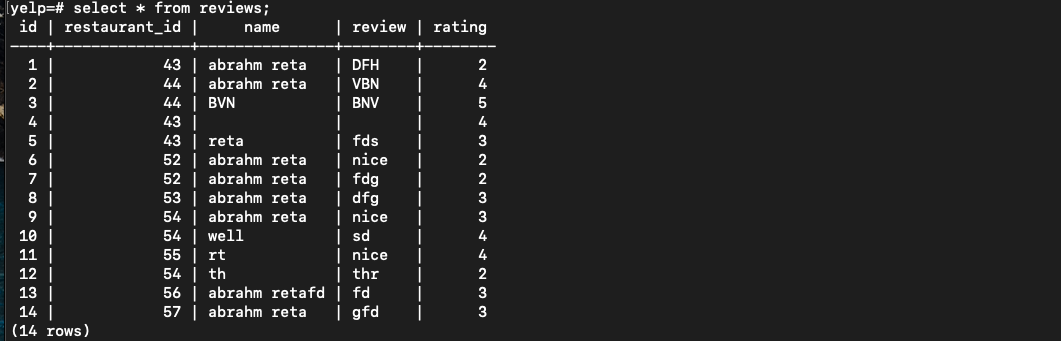 yelp=# select * from reviews;
 id | restaurant_id |     name       | review | rating
----+---------------+----------------+--------+--------
  1 |            43 | abrahm reta    | DFH    |      2
  2 |            44 | abrahm reta    | VBN    |      4
  3 |            44 | BVN            | BNV    |      5
  4 |            43 |                |        |      4
  5 |            43 | reta           | fds    |      3
  6 |            52 | abrahm reta    | nice   |      2
  7 |            52 | abrahm reta    | fdg    |      2
  8 |            53 | abrahm reta    | dfg    |      3
  9 |            54 | abrahm reta    | nice   |      3
 10 |            54 | well           | sd     |      4
 11 |            55 | rt             | nice   |      4
 12 |            54 | th             | thr    |      2
 13 |            56 | abrahm retafd  | fd     |      3
 14 |            57 | abrahm reta    | gfd    |      3
(14 rows)